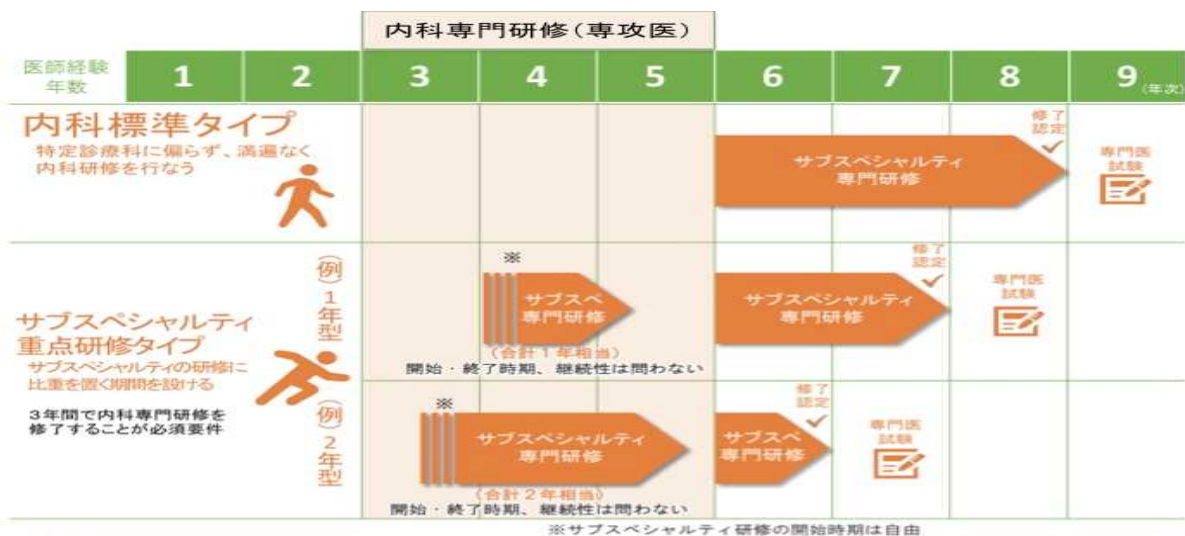 内科専門研修(専攻医)
医師経験
年数
1 2 3 4 5 6 7 8 9(年次)
内科標準タイプ
特定診療科に偏らず、満遍なく
内科研修を行なう
サブスペシャルティ
専門研修
修了
認定
専門医
試験
サブスペシャルティ
重点研修タイプ
サブスペシャルティの研修に
比重を置く期間を設ける
3年間で内科専門研修を
修了することが必須要件
(例)1年型
※
サブスペ
専門研修
(合計1年相当)
開始・終了時期、継続性は問わない
サブスペシャルティ
専門研修
修了
認定
専門医
試験
(例)2年型
※
サブスペシャルティ
専門研修
(合計2年相当)
開始・終了時期、継続性は問わない
サブスペ
専門研修
修了
認定
専門医
試験
※サブスペシャルティ研修の開始時期は自由